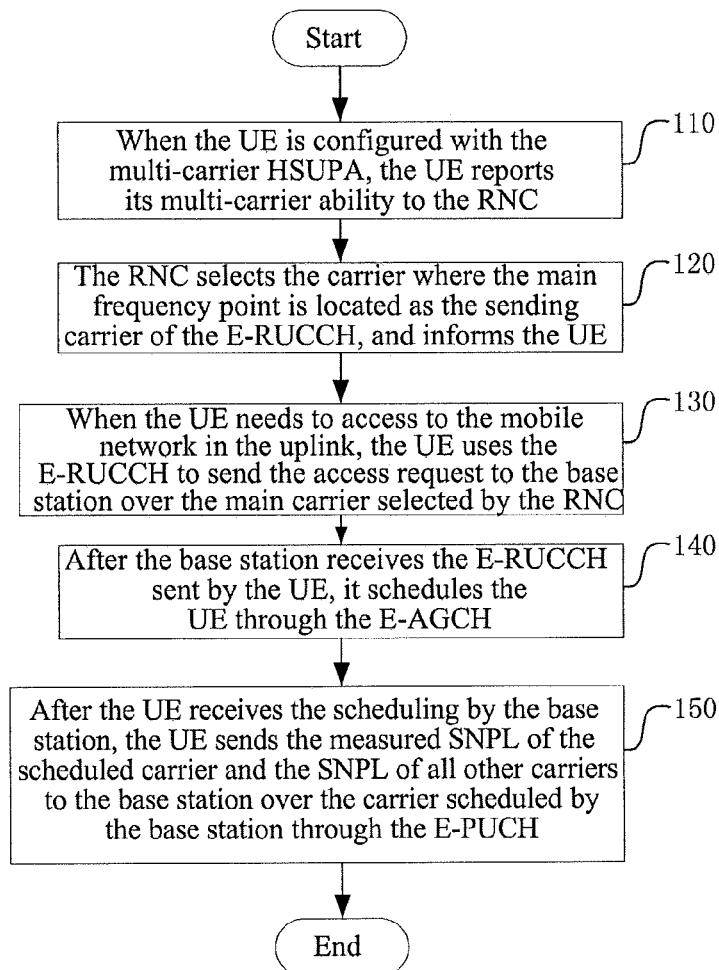 Start
When the UE is configured with the
multi-carrier HSUPA, the UE reports
its multi-carrier ability to the RNC
110
The RNC selects the carrier where the main
frequency point is located as the sending
carrier of the E-RUCCH, and informs the UE
120
When the UE needs to access to the mobile
network in the uplink, the UE uses the
E-RUCCH to send the access request to the base
station over the main carrier selected by the RNC
130
After the base station receives the E-RUCCH
sent by the UE, it schedules the
UE through the E-AGCH
140
After the UE receives the scheduling by the base
station, the UE sends the measured SNPL of the
scheduled carrier and the SNPL of all other carriers
to the base station over the carrier scheduled by
the base station through the E-PUCH
150
End